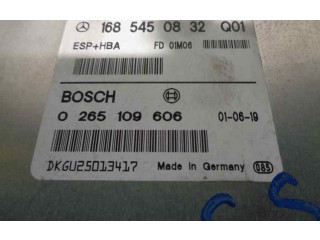 168 545 08 32 Q01
ESP+HBA FD 01M06
BOSCH
0 265 109 606 01-06-19
DKGU25013417 Made in Germany 085